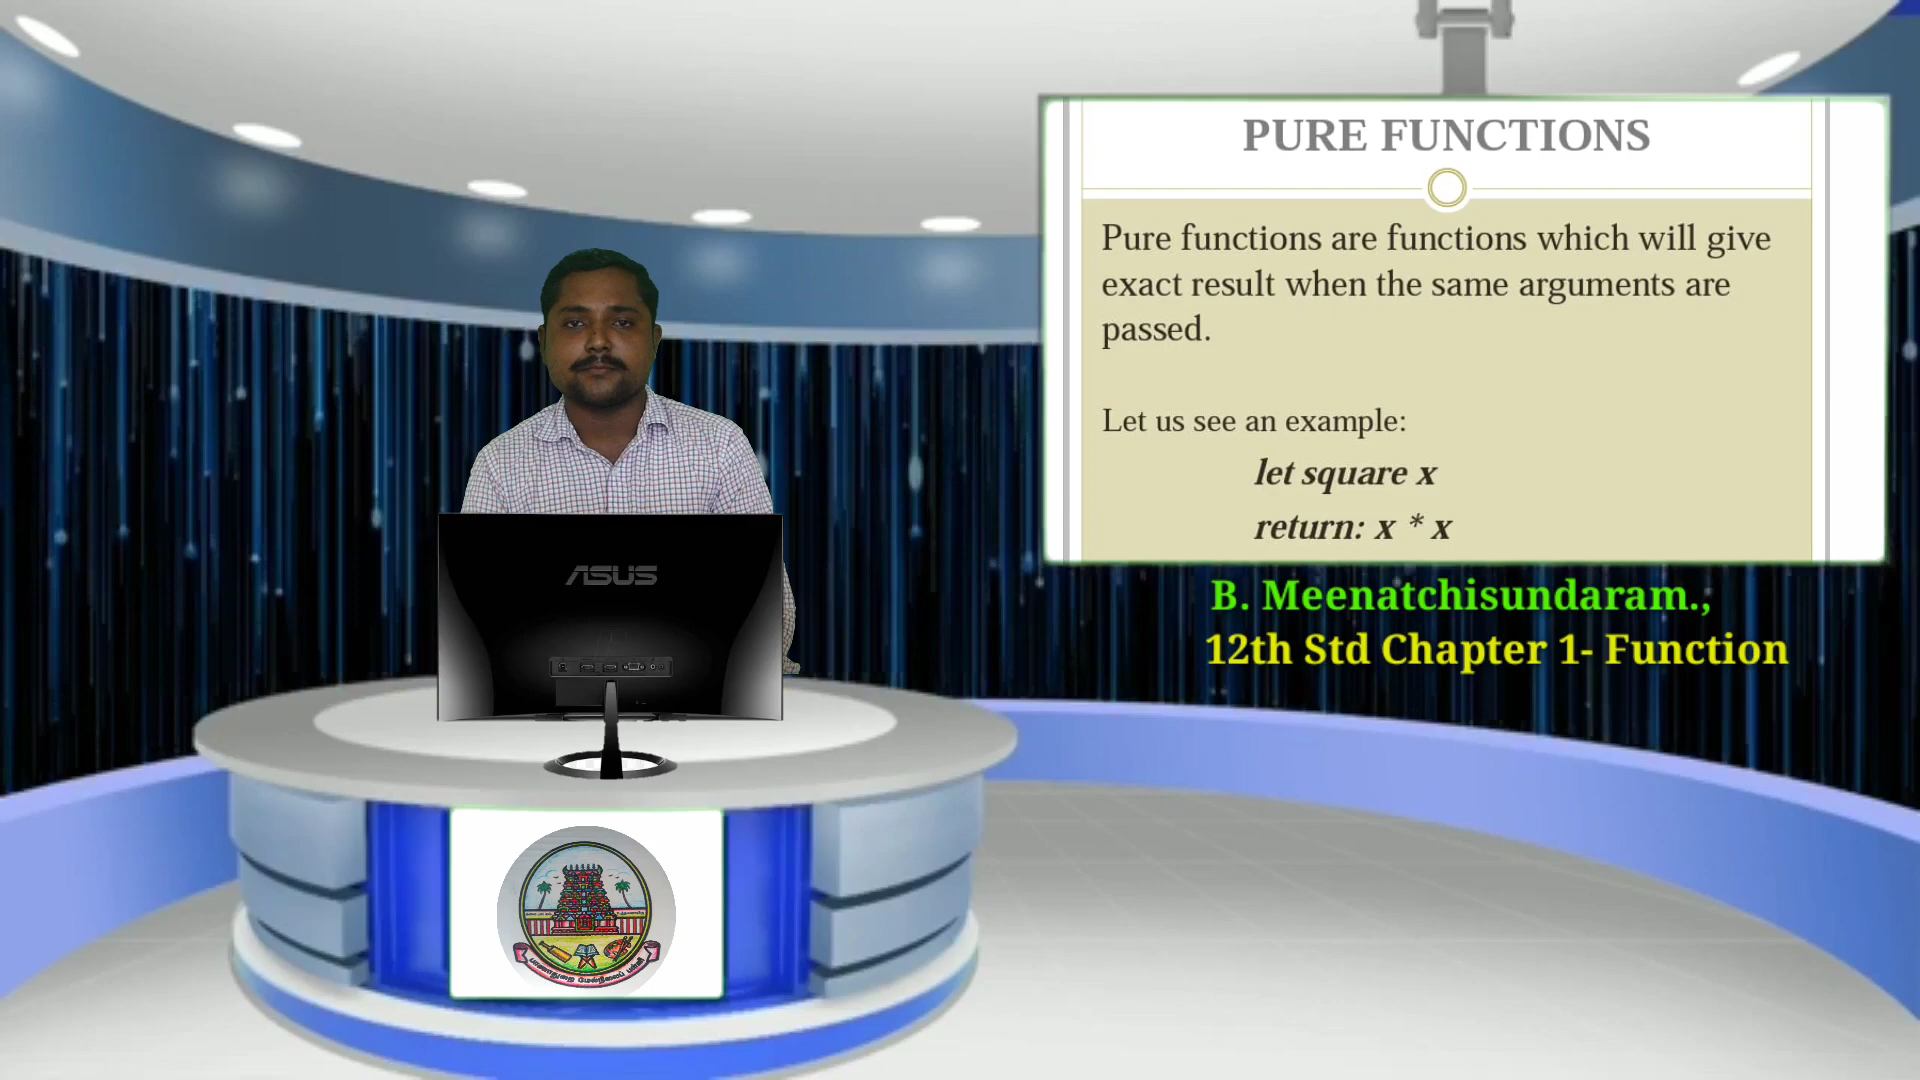 PURE FUNCTIONS
Pure functions are functions which will give
exact result when the same arguments are
passed.
Let us see an example:
let square x
return: x * x
B. Meenatchisundaram.,
12th Std Chapter 1- Function
ASUS